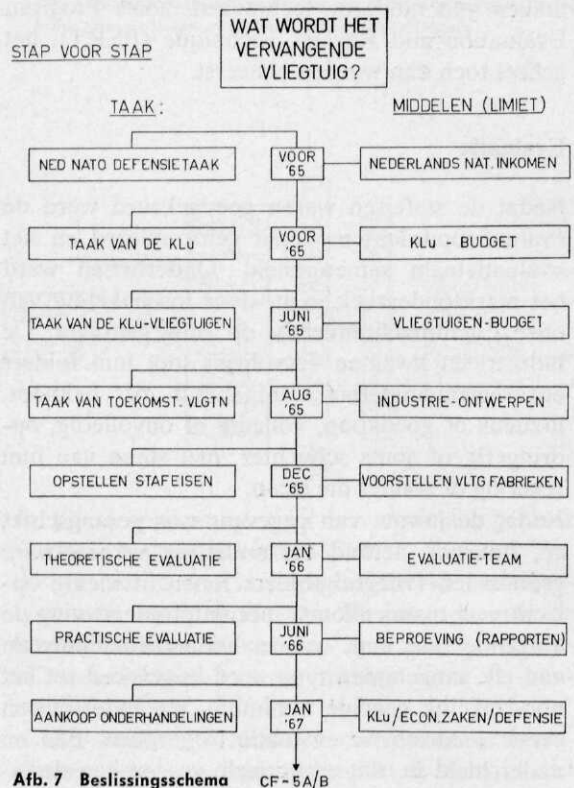 WAT WORDT HET
VERVANGENDE
VLIEGTUIG?
STAP VOOR STAP
TAAK:
MIDDELEN (LIMIET)
NED NATO DEFENSIETAAK
VOOR
'65
NEDERLANDS NAT. INKOMEN
TAAK VAN DE KLu
VOOR
'65
KLu - BUDGET
TAAK VAN DE KLu-VLIEGTUIGEN
JUNI
'65
VLIEGTUIGEN-BUDGET
TAAK VAN TOEKOMST. VLGTN
AUG
'65
INDUSTRIE-ONTWERPEN
OPSTELLEN STAFEISEN
DEC
'65
VOORSTELLEN VLTG FABRIEKEN
THEORETISCHE EVALUATIE
JAN
'66
EVALUATIE-TEAM
PRACTISCHE EVALUATIE
JUNI
'66
BEPROEVING (RAPPORTEN)
AANKOOP ONDERHANDELINGEN
JAN
'67
KLu/ECON. ZAKEN/DEFENSIE
Afb. 7 Beslissingsschema
CF-5A/B